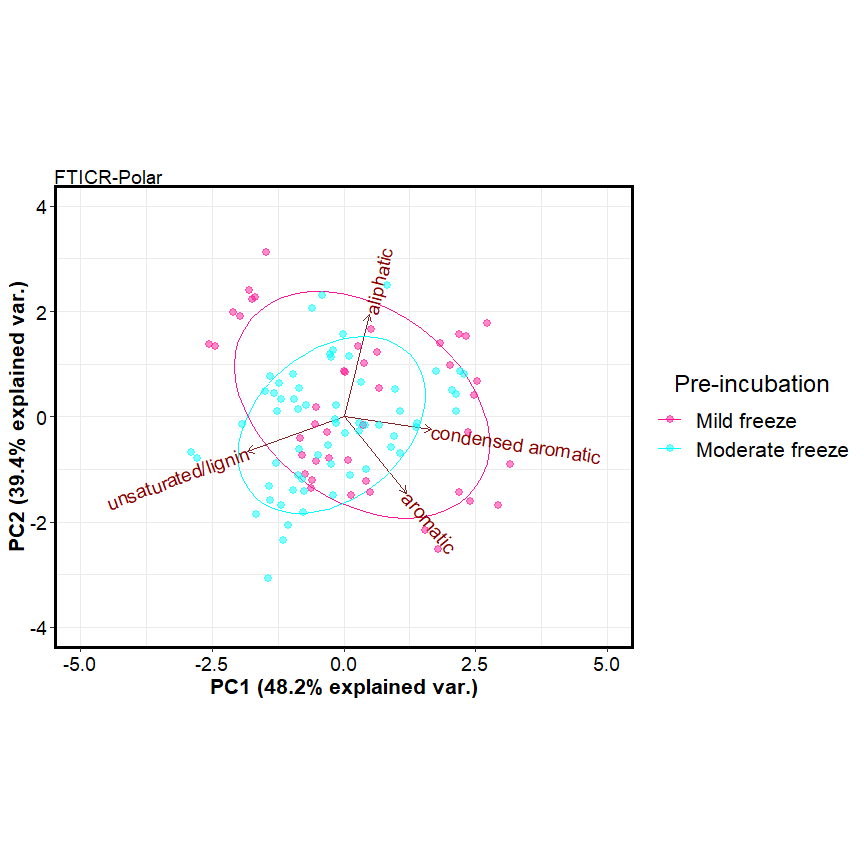 FTICR-Polar
4
2
0
-2
-4
PC2 (39.4% explained var.)
aliphatic
condensed aromatic
unsaturated/lignin
aromatic
-5.0 -2.5 0.0 2.5 5.0
PC1 (48.2% explained var.)
Pre-incubation
Mild freeze
Moderate freeze